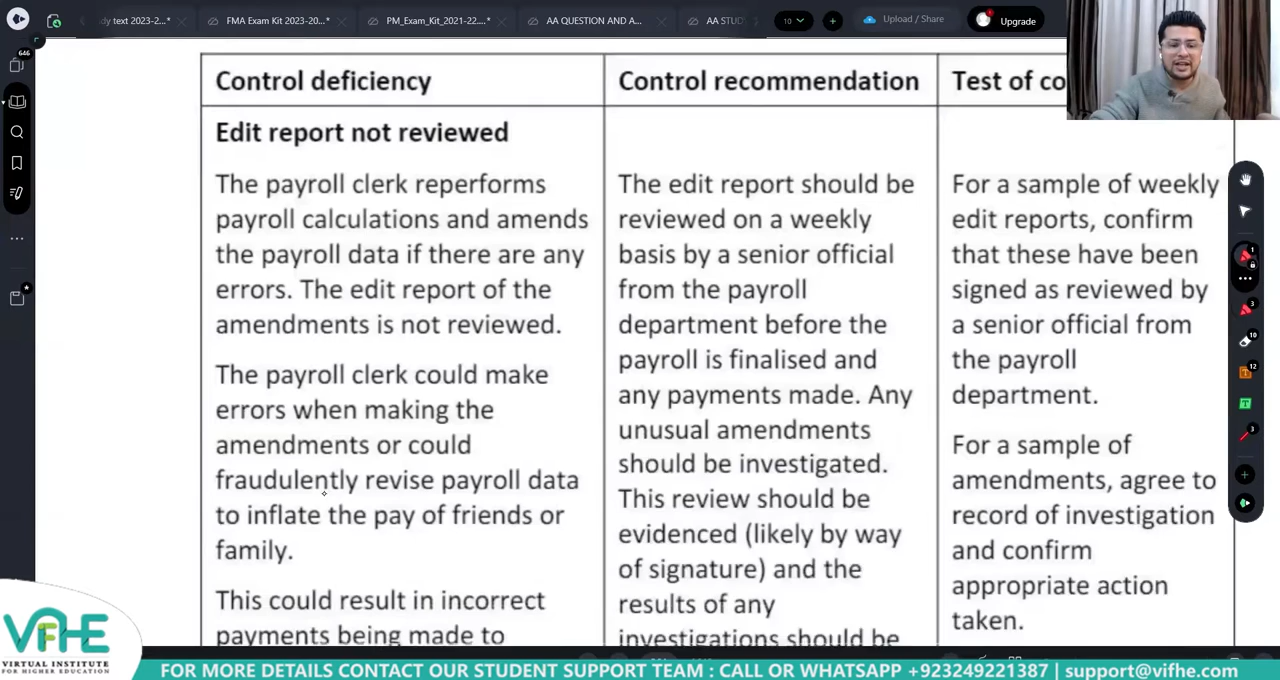 dy text 2023-2...*
FMA Exam Kit 2023-20...*
PM_Exam_Kit_2021-22....*
AA QUESTION AND A...
AA STUD
10
Upload / Share
Upgrade
646
Control deficiency
Edit report not reviewed
The payroll clerk reperforms
payroll calculations and amends
the payroll data if there are any
errors. The edit report of the
amendments is not reviewed.
The payroll clerk could make
errors when making the
amendments or could
fraudulently revise payroll data
to inflate the pay of friends or
family.
This could result in incorrect
payments being made to
Control recommendation
The edit report should be
reviewed on a weekly
basis by a senior official
from the payroll
department before the
payroll is finalised and
any payments made. Any
unusual amendments
should be investigated.
This review should be
evidenced (likely by way
of signature) and the
results of any
investigations should be
Test of co
For a sample of weekly
edit reports, confirm
that these have been
signed as reviewed by
a senior official from
the payroll
department.
For a sample of
amendments, agree to
record of investigation
and confirm
appropriate action
taken.
1
3
10
12
3
VIFHE
VIRTUAL INSTITUTE
FOR HIGHER EDUCATION
FOR MORE DETAILS CONTACT OUR STUDENT SUPPORT TEAM : CALL OR WHATSAPP +923249221387 | support@vifhe.com